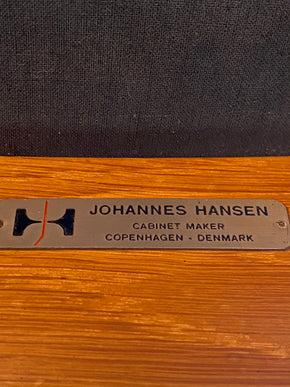 JOHANNES HANSEN
CABINET MAKER
COPENHAGEN - DENMARK